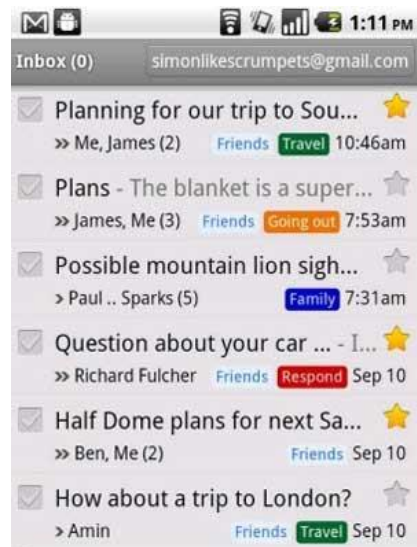 1:11 PM
Inbox (0) simonlikescrumpets@gmail.com
Planning for our trip to Sou...
» Me, James (2) Friends Travel 10:46am
Plans - The blanket is a super...
» James, Me (3) Friends Going out 7:53am
Possible mountain lion sigh...
› Paul .. Sparks (5) Family 7:31am
Question about your car ... - I...
» Richard Fulcher Friends Respond Sep 10
Half Dome plans for next Sa...
» Ben, Me (2) Friends Sep 10
How about a trip to London?
› Amin Friends Travel Sep 10